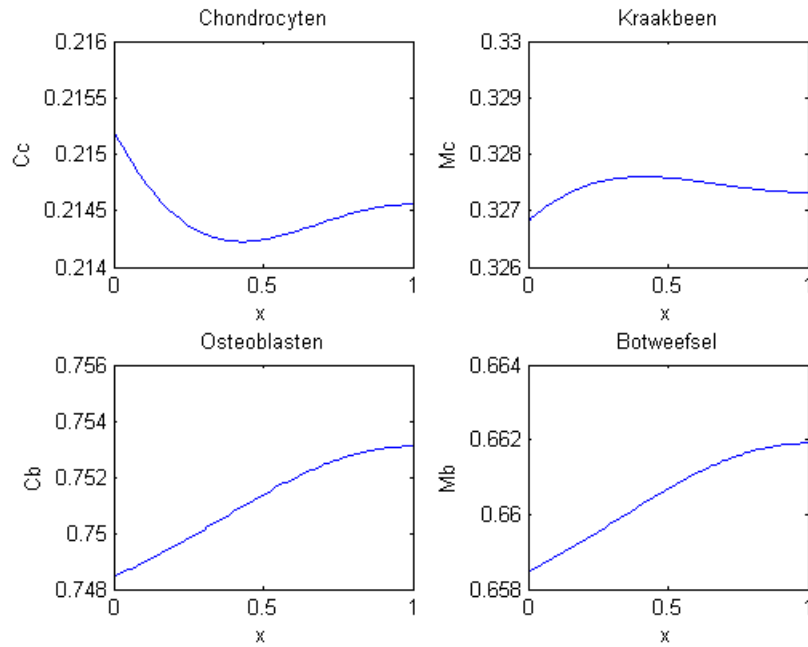 Chondrocyten
0.216
0.2155
0.215
0.2145
0.214
Cc
0
0.5
1
x
Kraakbeen
0.33
0.329
0.328
0.327
0.326
Mc
0
0.5
1
x
Osteoblasten
0.756
0.754
0.752
0.75
0.748
Cb
0
0.5
1
x
Botweefsel
0.664
0.662
0.66
0.658
Mb
0
0.5
1
x